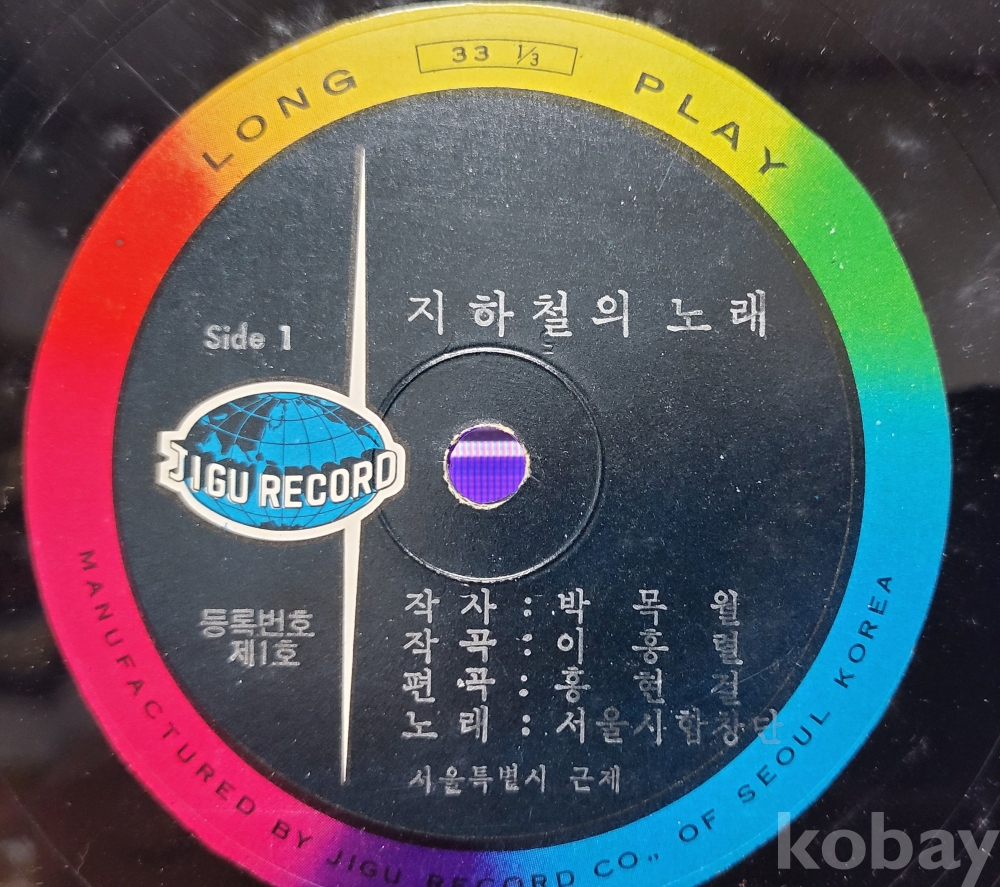 33 1/3
LONG PLAY
지하철의 노래
Side 1
JIGU RECORD
등록번호
제1호
작자 : 박목월
작곡 : 이흥렬
편곡 : 홍현걸
노래 : 서울시합창단
서울특별시 근제
MANUFACTURED BY JIGU RECORD CO., OF SEOUL KOREA
kobay